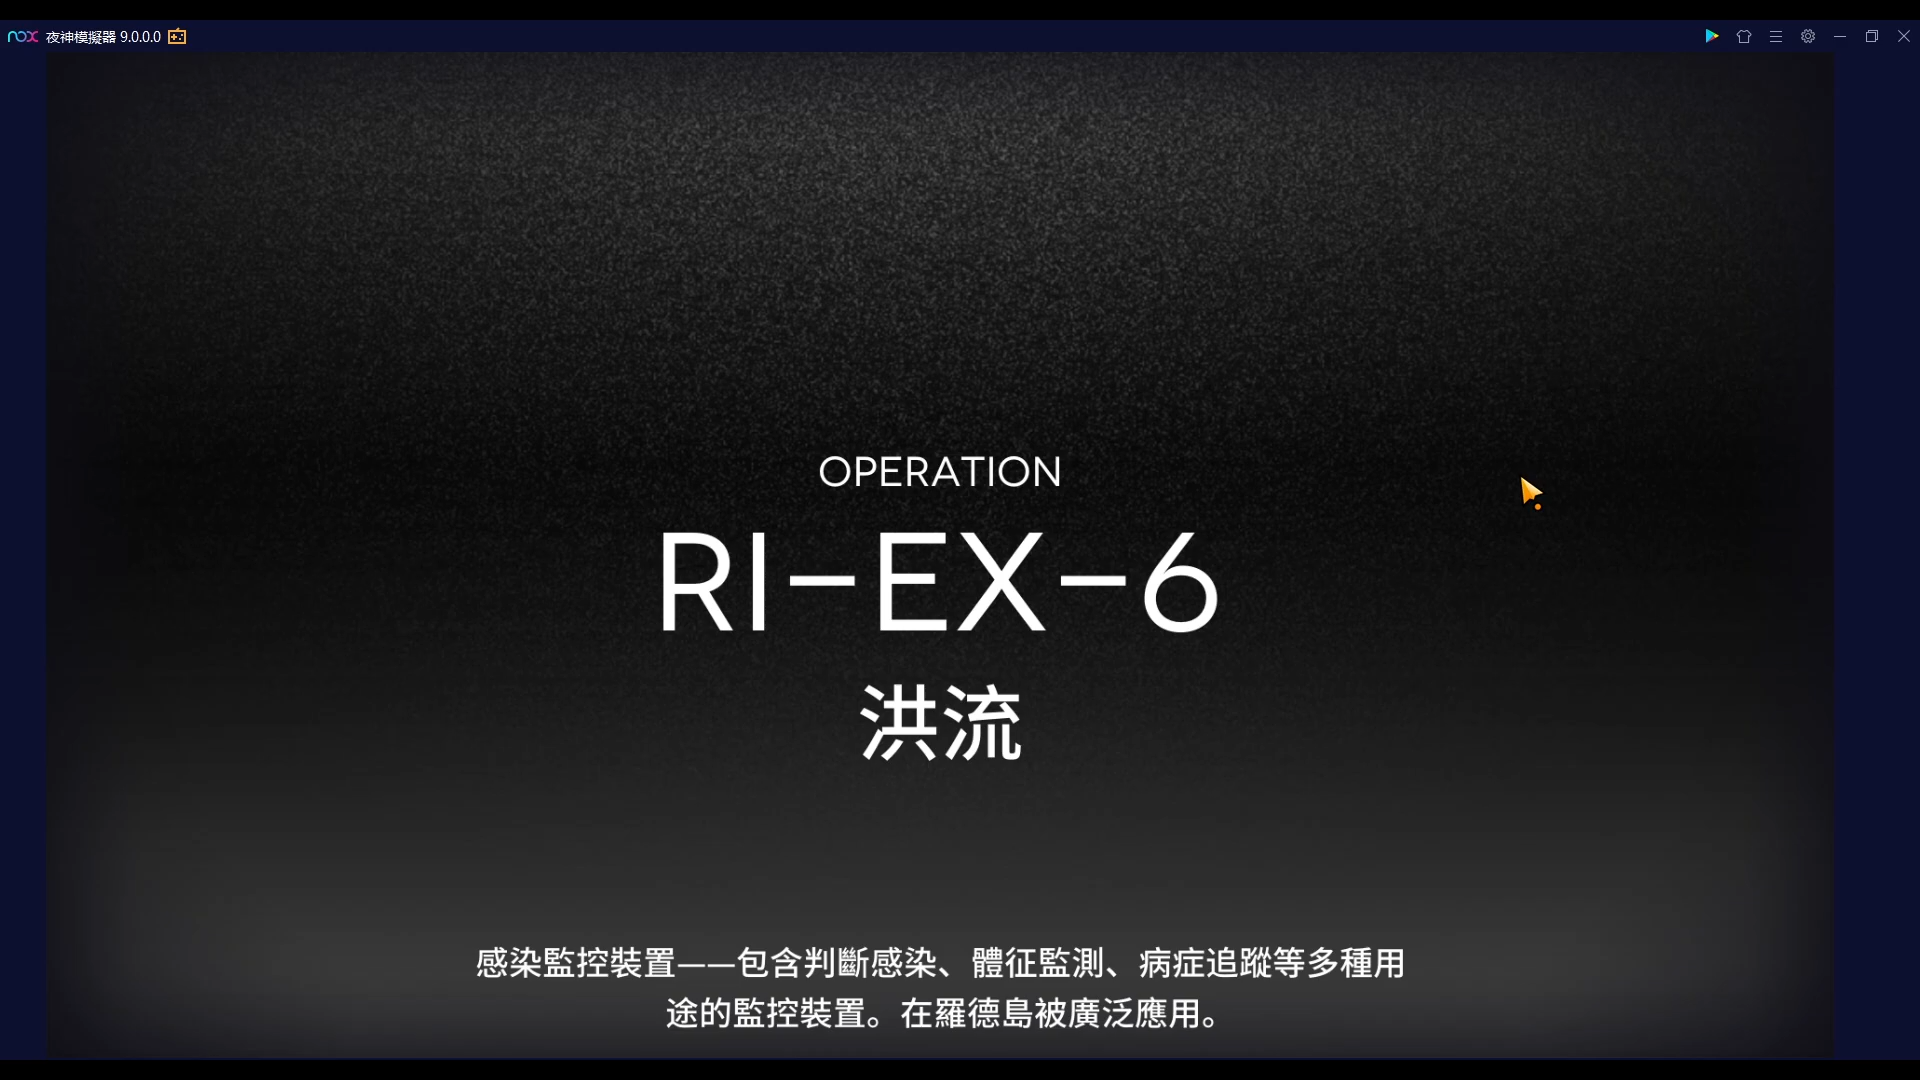 nox 夜神模擬器 9.0.0.0
OPERATION
RI-EX-6
洪流
感染監控裝置——包含判斷感染、體征監測、病症追蹤等多種用
途的監控裝置。在羅德島被廣泛應用。